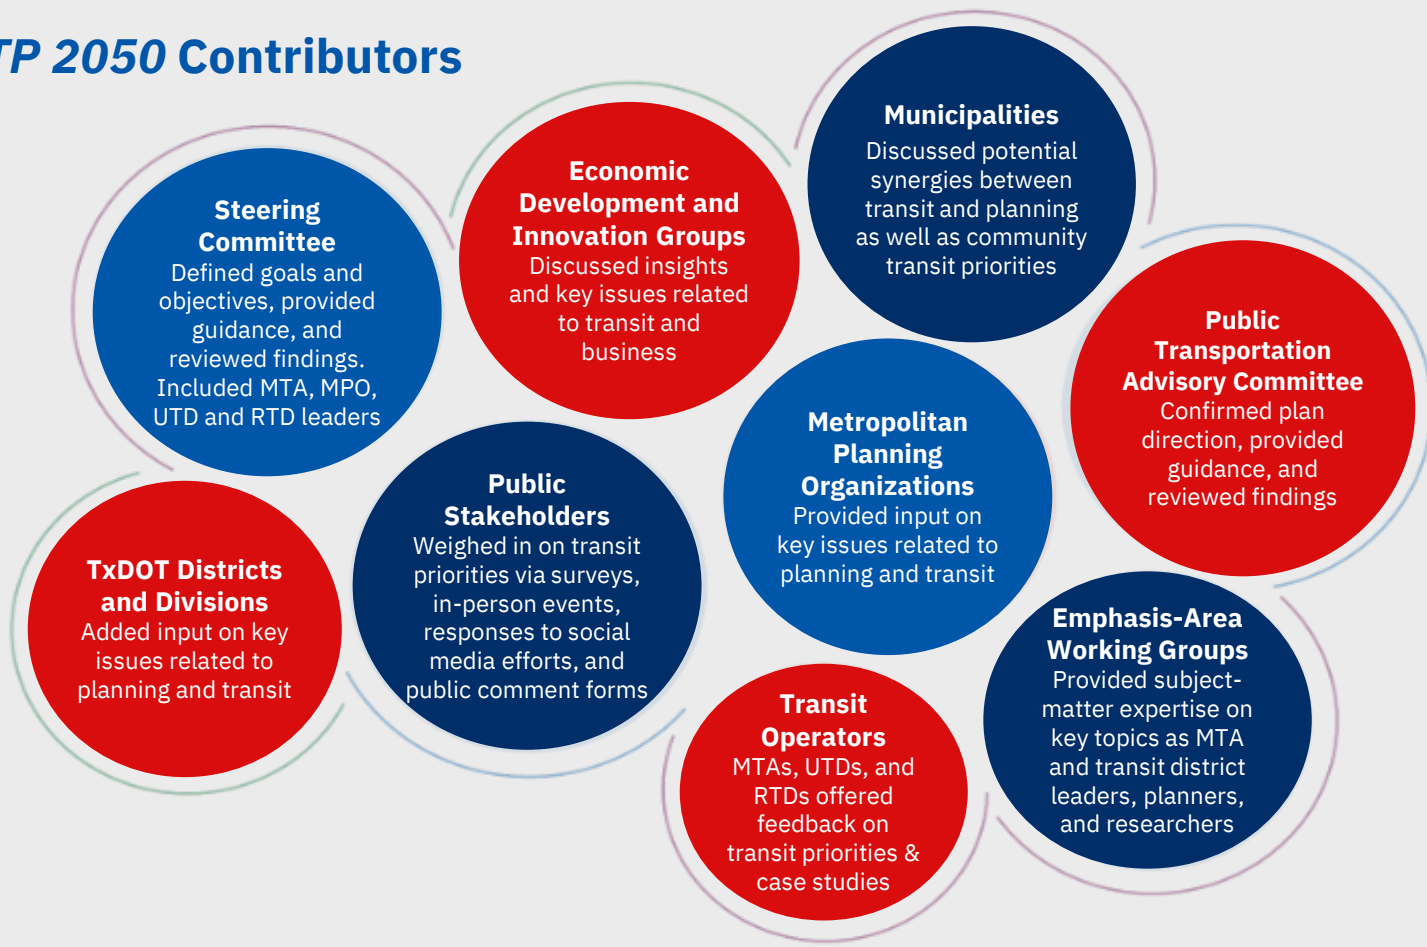 TP 2050 Contributors
Steering
Committee
Defined goals and
objectives, provided
guidance, and
reviewed findings.
Included MTA, MPO,
UTD and RTD leaders
Economic
Development and
Innovation Groups
Discussed insights
and key issues related
to transit and
business
Municipalities
Discussed potential
synergies between
transit and planning
as well as community
transit priorities
Public
Transportation
Advisory Committee
Confirmed plan
direction, provided
guidance, and
reviewed findings
TxDOT Districts
and Divisions
Added input on key
issues related to
planning and transit
Public
Stakeholders
Weighed in on transit
priorities via surveys,
in-person events,
responses to social
media efforts, and
public comment forms
Metropolitan
Planning
Organizations
Provided input on
key issues related to
planning and transit
Transit
Operators
MTAs, UTDs, and
RTDs offered
feedback on
transit priorities &
case studies
Emphasis-Area
Working Groups
Provided subject-
matter expertise on
key topics as MTA
and transit district
leaders, planners,
and researchers